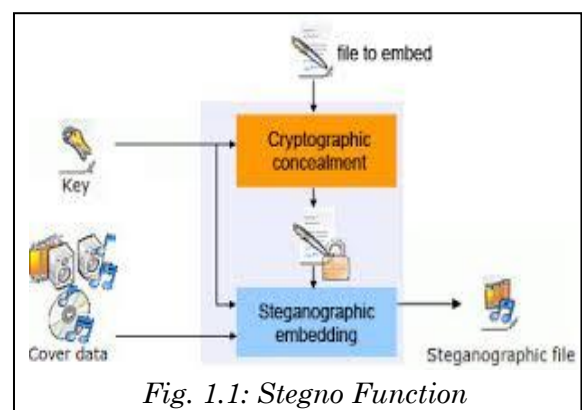 file to embed
Cryptographic
concealment
Key
Steganographic
embedding
Cover data
Steganographic file
Fig. 1.1: Stegno Function